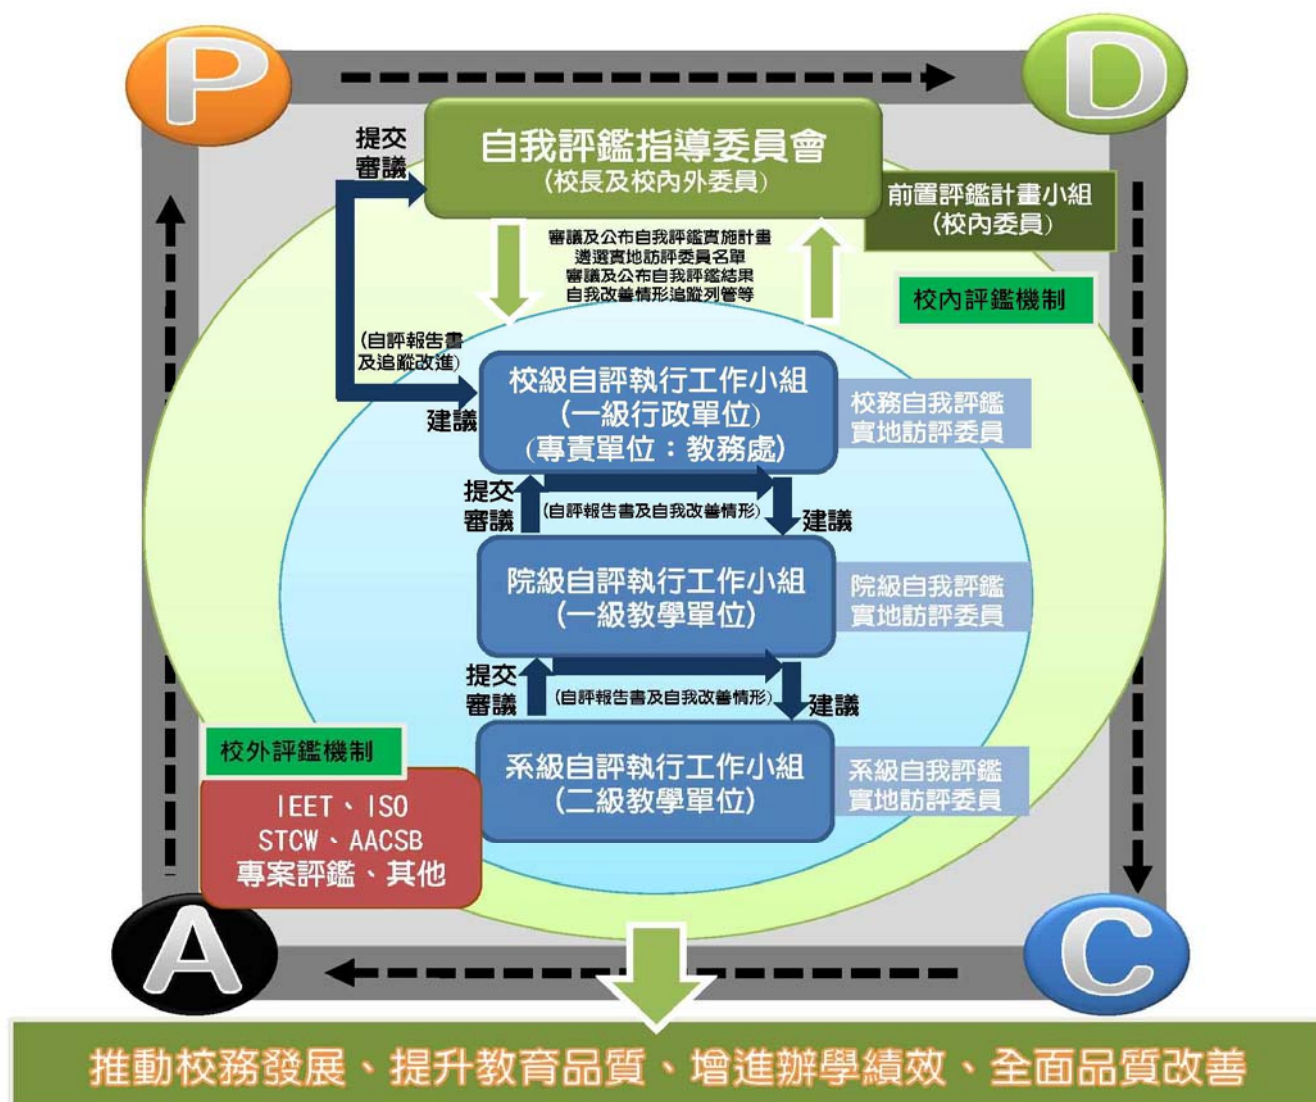 P
D
提交
審議
自我評鑑指導委員會
(校長及校內外委員)
前置評鑑計畫小組
(校內委員)
審議及公布自我評鑑實施計畫
遴選實地訪評委員名單
審議及公布自我評鑑結果
自我改善情形追蹤列管等
校內評鑑機制
(自評報告書
及追蹤改進)
建議
校級自評執行工作小組
(一級行政單位)
(專責單位：教務處)
校務自我評鑑
實地訪評委員
提交
審議
(自評報告書及自我改善情形)
建議
院級自評執行工作小組
(一級教學單位)
院級自我評鑑
實地訪評委員
提交
審議
(自評報告書及自我改善情形)
建議
系級自評執行工作小組
(二級教學單位)
系級自我評鑑
實地訪評委員
校外評鑑機制
IEET、ISO
STCW、AACSB
專案評鑑、其他
A
C
推動校務發展、提升教育品質、增進辦學績效、全面品質改善